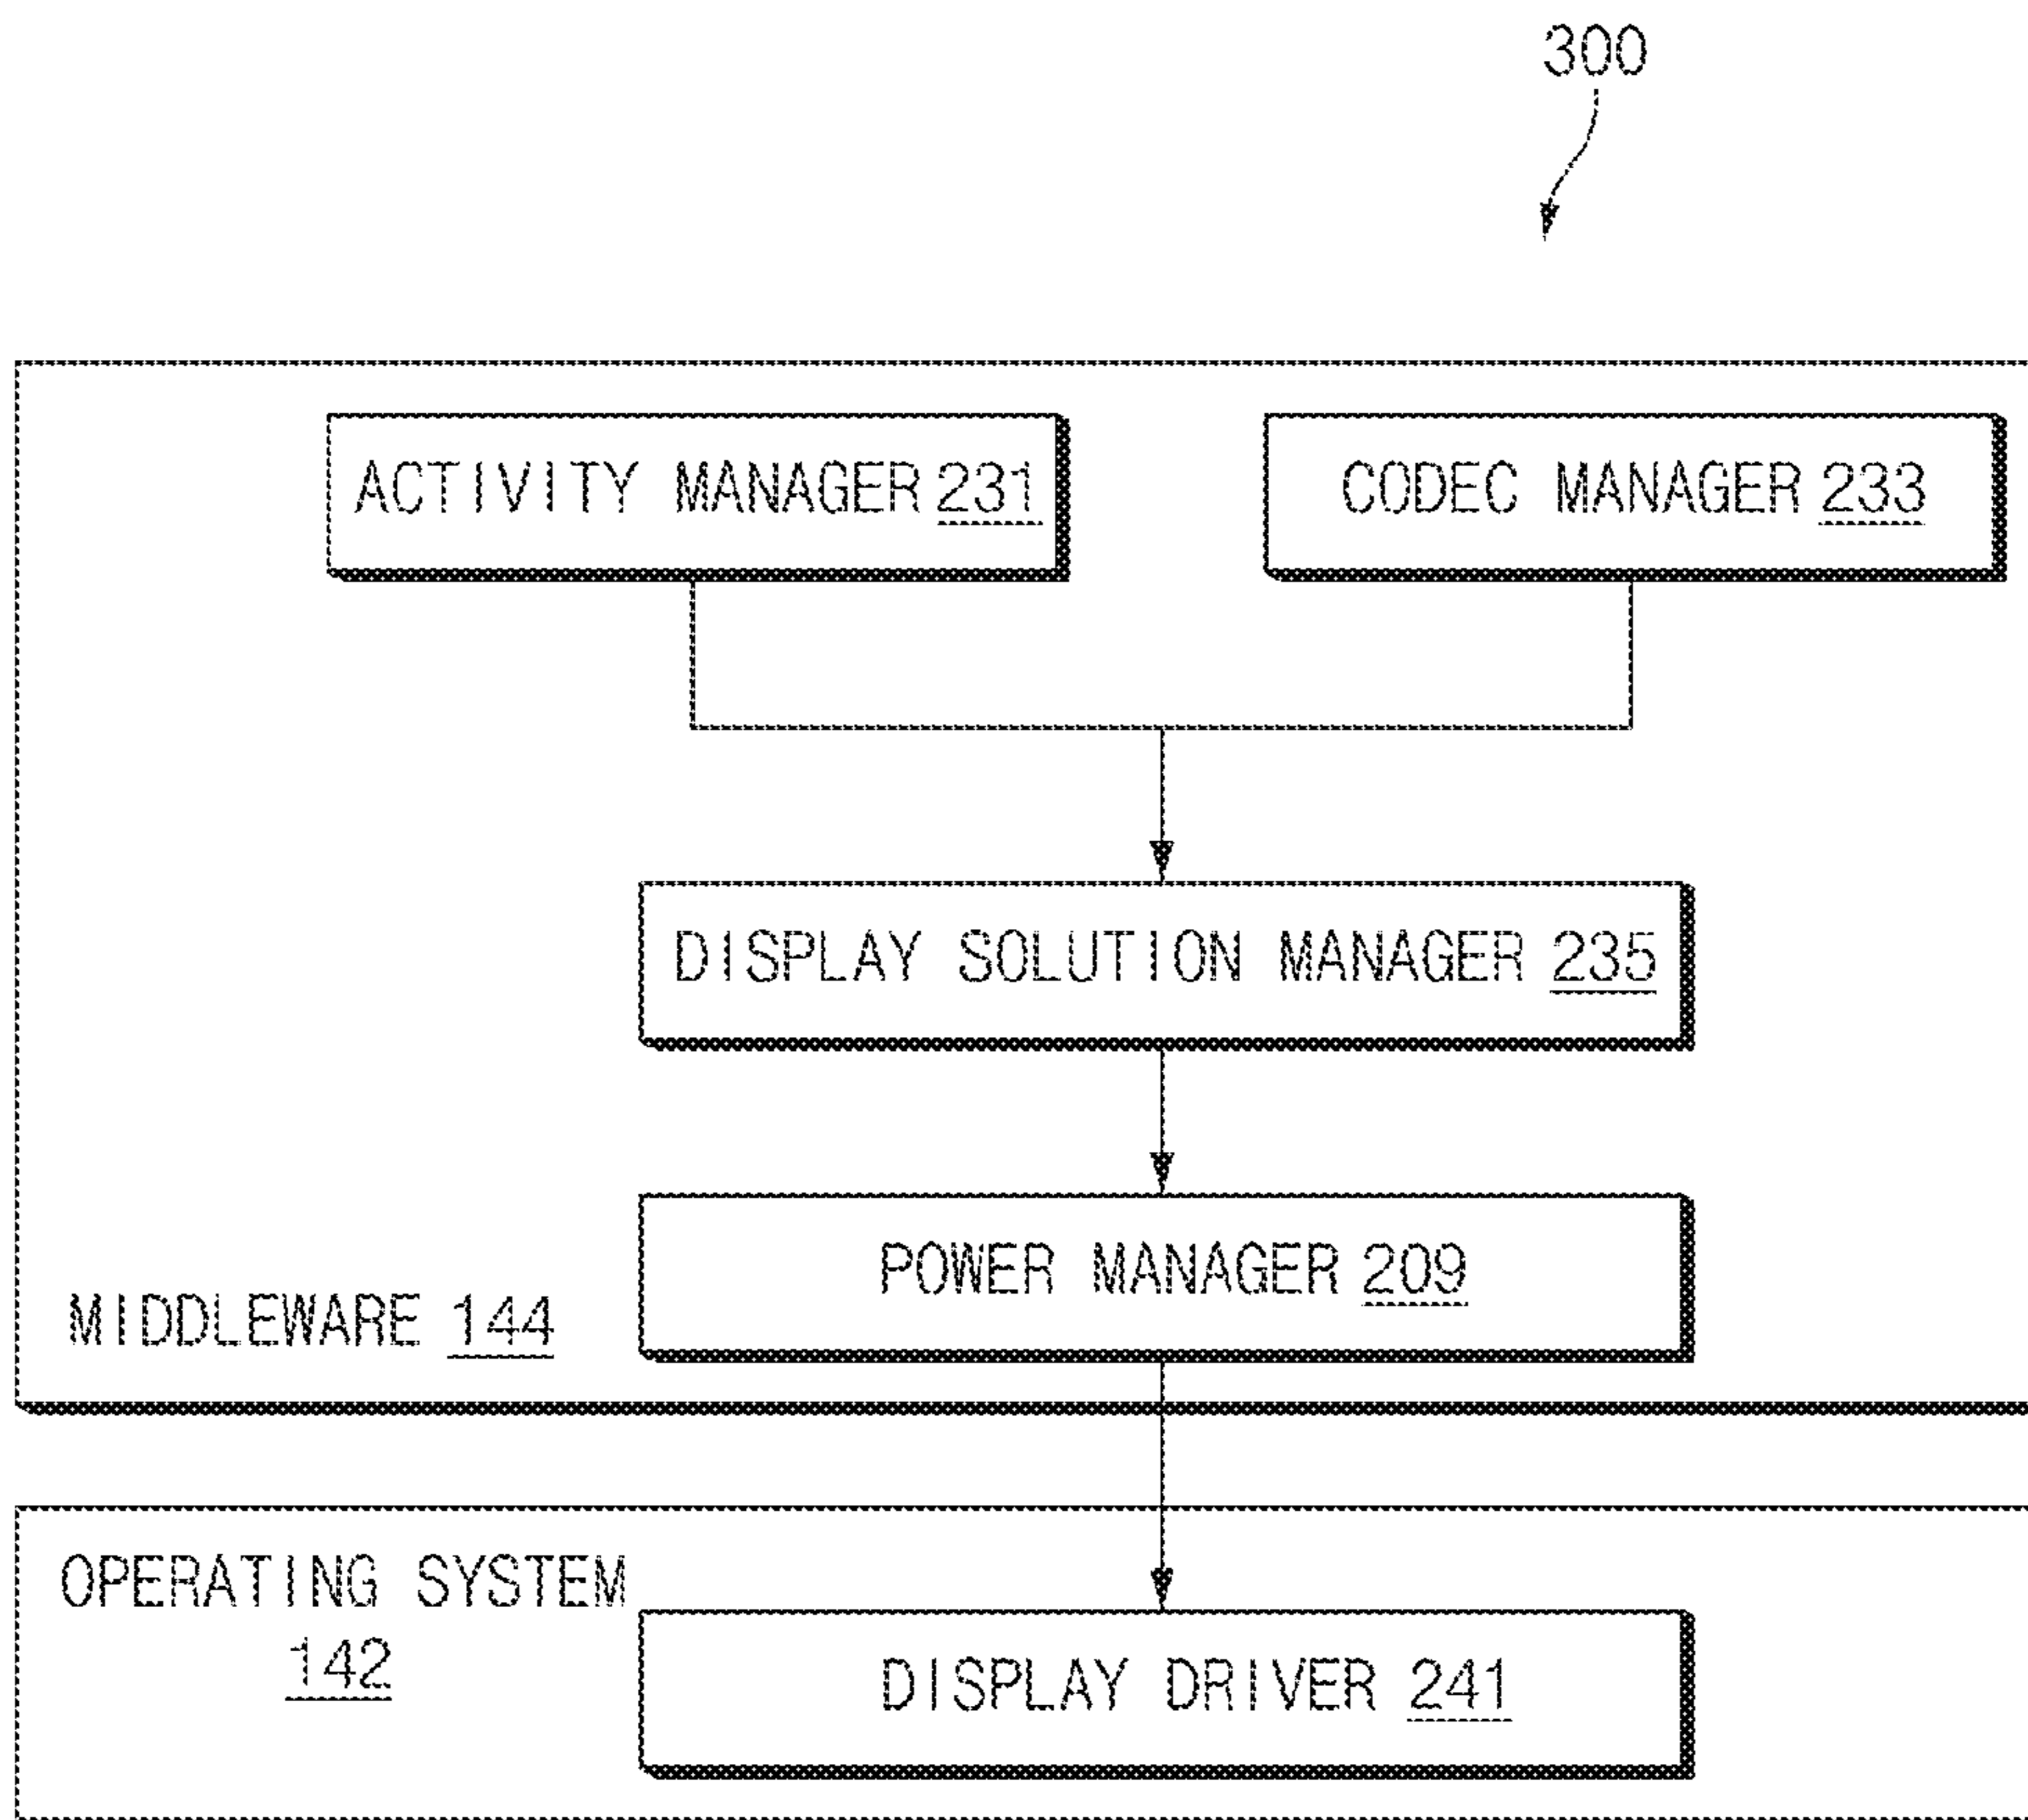 300
ACTIVITY MANAGER 231
CODEC MANAGER 233
DISPLAY SOLUTION MANAGER 235
POWER MANAGER 209
MIDDLEWARE 144
OPERATING SYSTEM
142
DISPLAY DRIVER 241